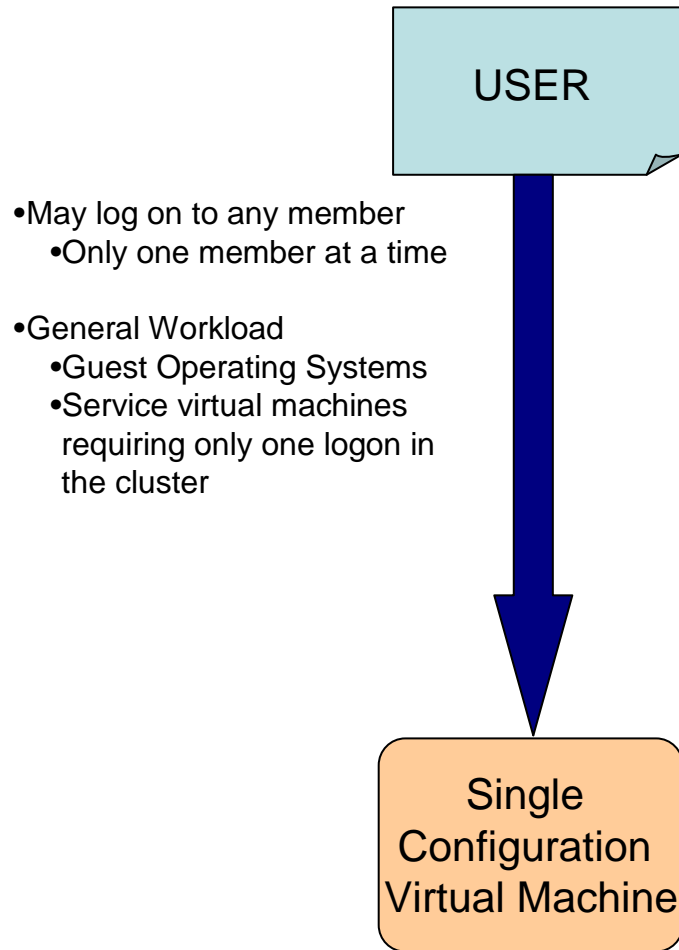 USER
•May log on to any member
•Only one member at a time
•General Workload
•Guest Operating Systems
•Service virtual machines
requiring only one logon in
the cluster
Single
Configuration
Virtual Machine